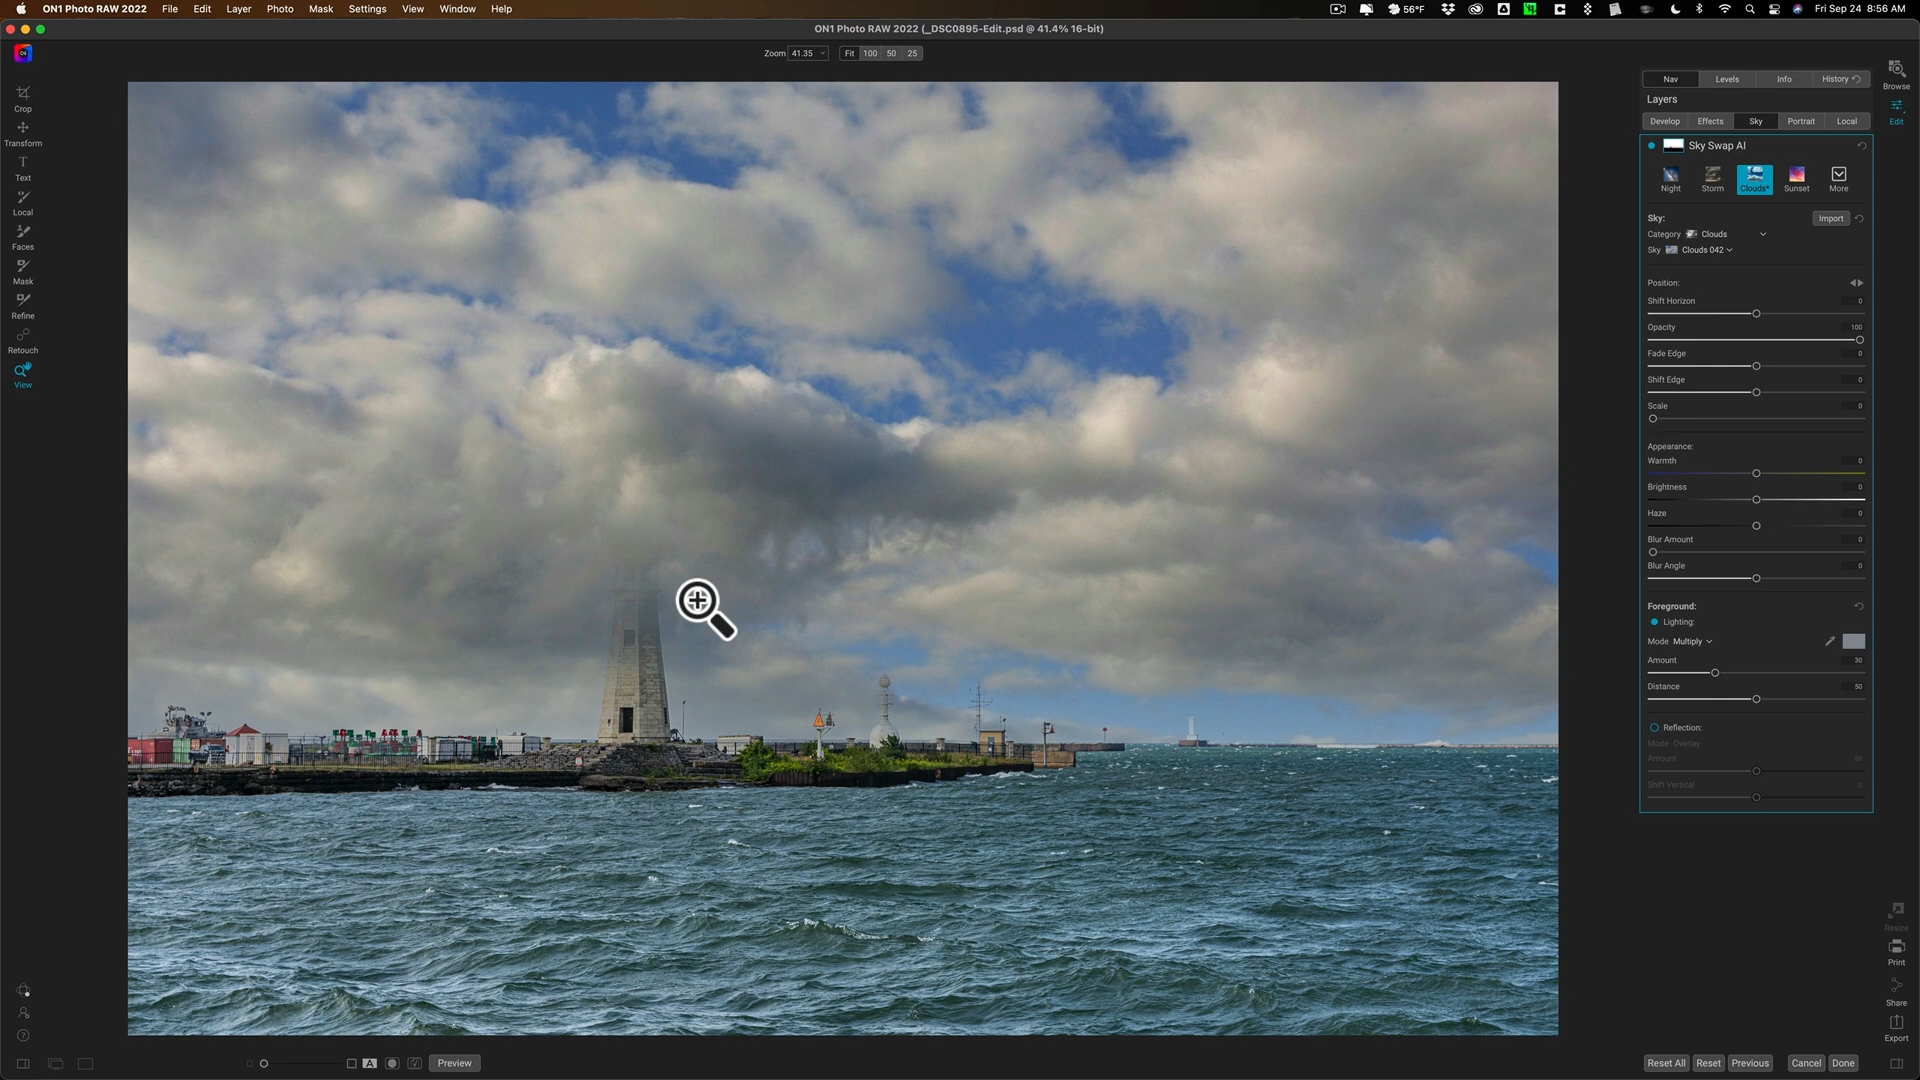 ON1 Photo RAW 2022 File Edit Layer Photo Mask Settings View Window Help 56°F Fri Sep 24 8:56 AM
ON1 Photo RAW 2022 (_DSC0895-Edit.psd @ 41.4% 16-bit)
Zoom 41.35 Fit 100 50 25
Crop
Transform
Text
Local
Faces
Mask
Refine
Retouch
View
Nav Levels Info History
Layers
Develop Effects Sky Portrait Local
Sky Swap AI
Night Storm Clouds* Sunset More
Sky: Import
Category Clouds
Sky Clouds 042
Position:
Shift Horizon 0
Opacity 100
Fade Edge 0
Shift Edge 0
Scale 0
Appearance:
Warmth 0
Brightness 0
Haze 0
Blur Amount 0
Blur Angle 0
Foreground:
Lighting:
Mode Multiply
Amount 30
Distance 50
Reflection:
Mode Overlay
Amount 50
Shift Vertical 0
Browse
Edit
Resize
Print
Share
Export
A Preview
Reset All Reset Previous Cancel Done